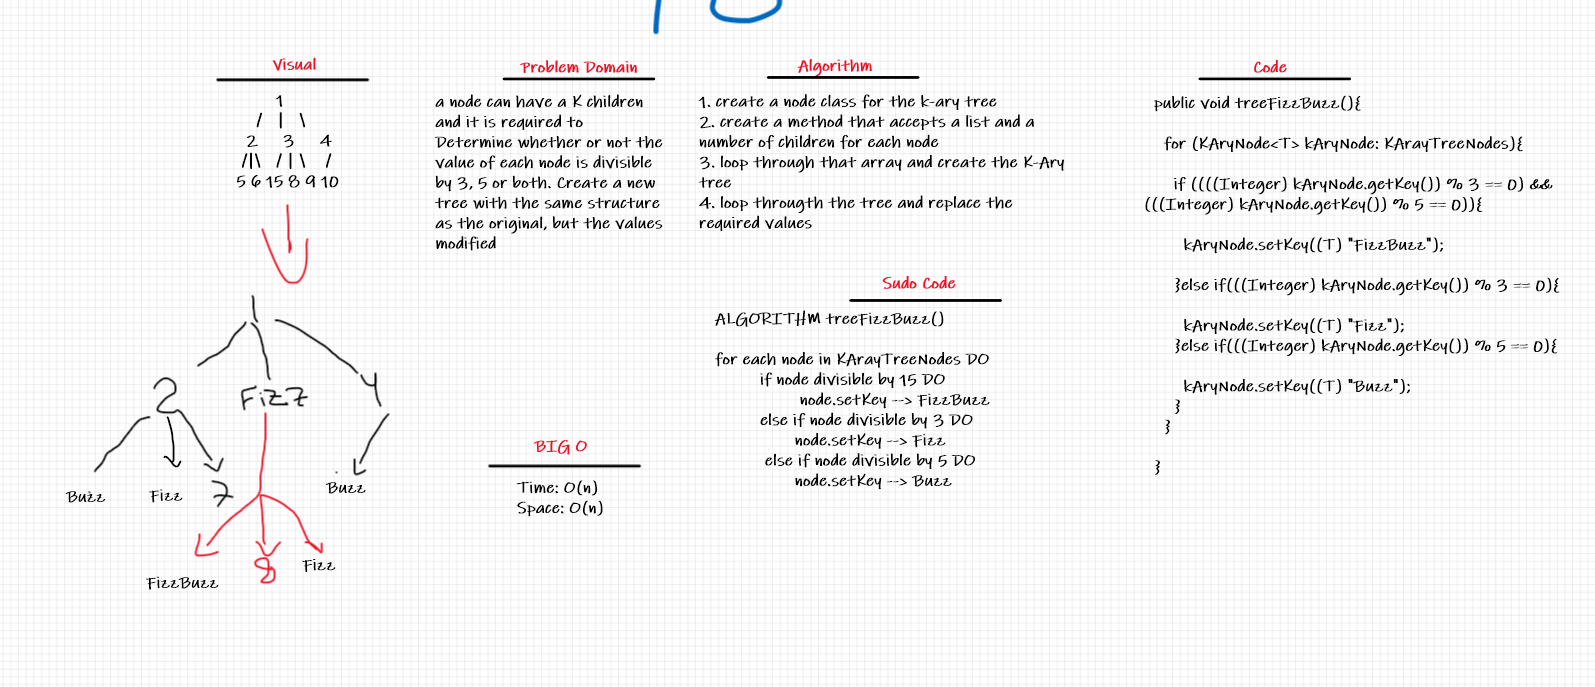 Visual
1
/ | \
2 3 4
/|\ / | \ /
5 6 15 8 9 10
1
2 Fizz 4
Buzz Fizz 7 Buzz
FizzBuzz 8 Fizz
Problem Domain
a node can have a K children
and it is required to
Determine whether or not the
value of each node is divisible
by 3, 5 or both. Create a new
tree with the same structure
as the original, but the values
modified
BIG O
Time: O(n)
Space: O(n)
Algorithm
1. create a node class for the k-ary tree
2. create a method that accepts a list and a
number of children for each node
3. loop through that array and create the K-Ary
tree
4. loop througth the tree and replace the
required values
Sudo Code
ALGORITHM treeFizzBuzz()
for each node in KArayTreeNodes DO
if node divisible by 15 DO
node.setKey --> FizzBuzz
else if node divisible by 3 DO
node.setKey --> Fizz
else if node divisible by 5 DO
node.setKey --> Buzz
Code
public void treeFizzBuzz(){
for (KAryNode<T> kAryNode: KArayTreeNodes){
if ((((Integer) kAryNode.getKey()) % 3 == 0) &&
(((Integer) kAryNode.getKey()) % 5 == 0)){
kAryNode.setKey((T) "FizzBuzz");
}else if(((Integer) kAryNode.getKey()) % 3 == 0){
kAryNode.setKey((T) "Fizz");
}else if(((Integer) kAryNode.getKey()) % 5 == 0){
kAryNode.setKey((T) "Buzz");
}
}
}